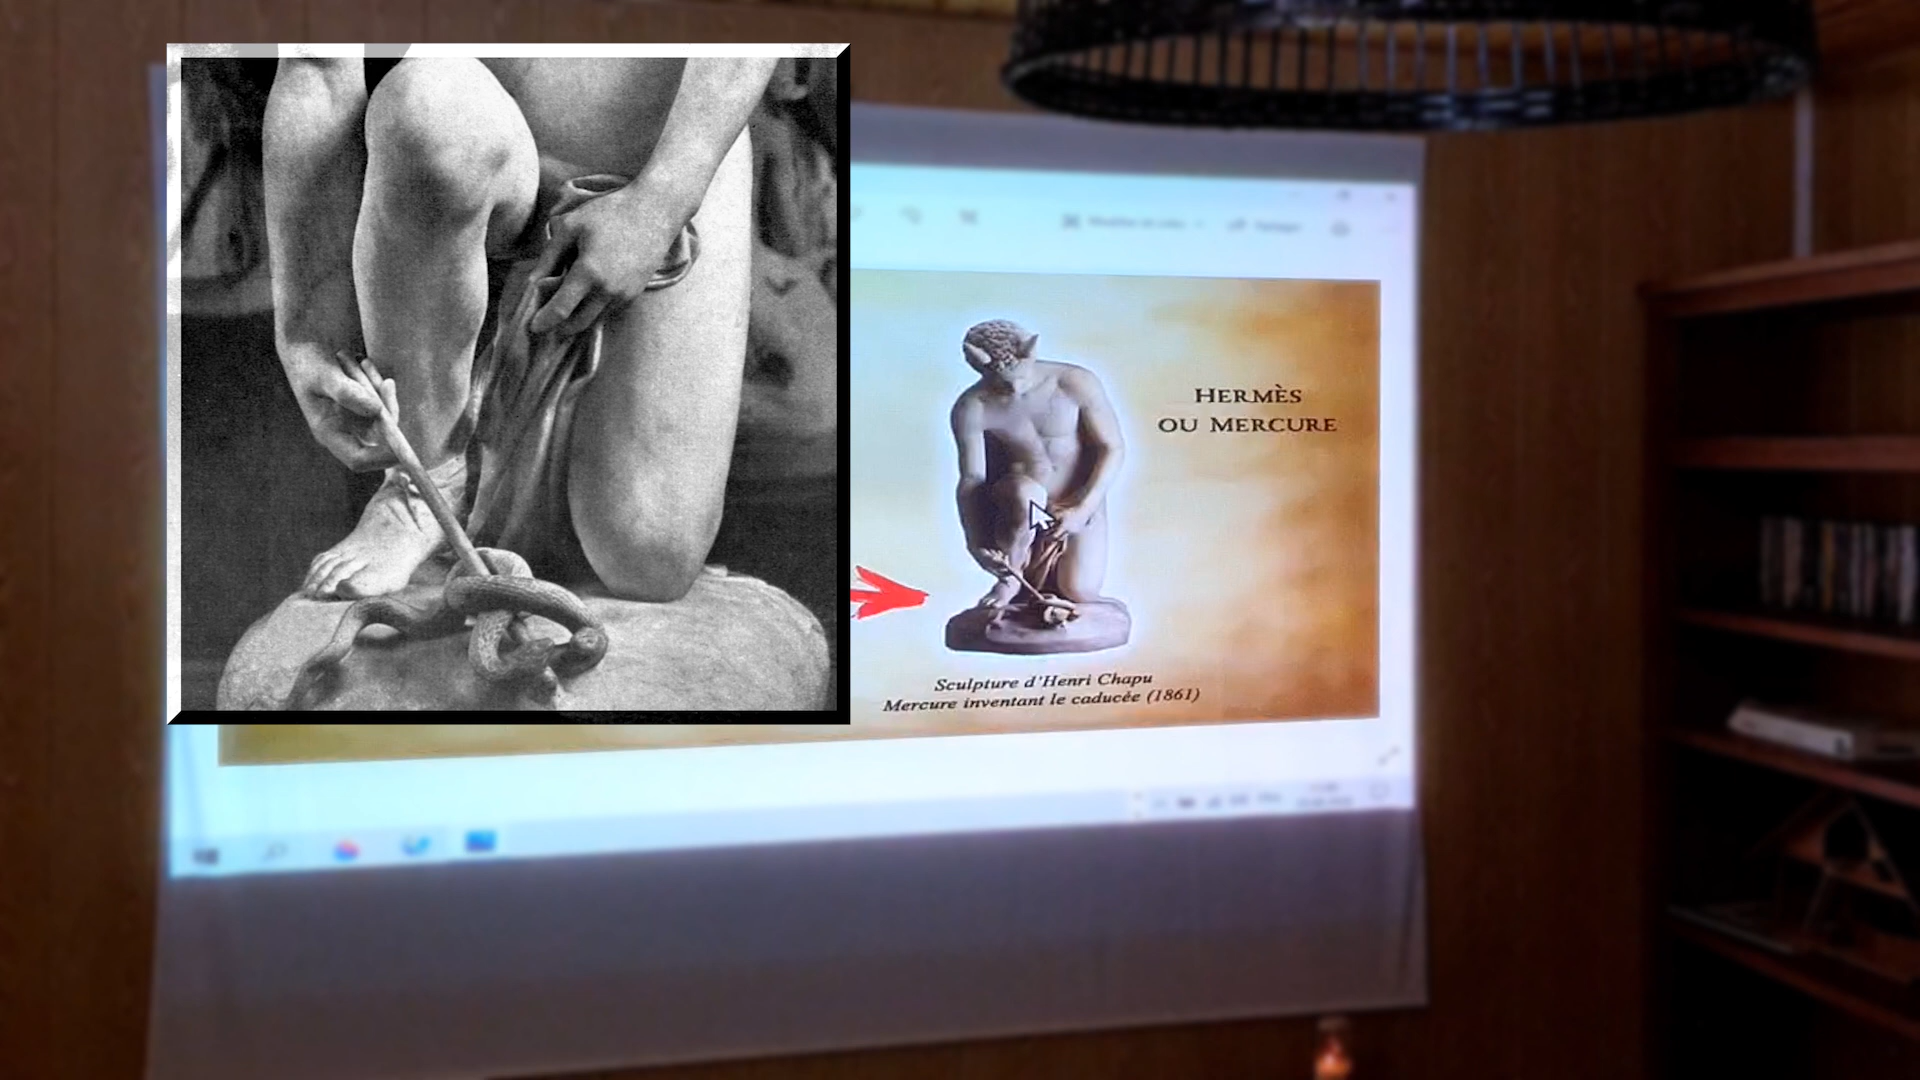 HERMÈS
OU MERCURE
Sculpture d'Henri Chapu
Mercure inventant le caducée (1861)